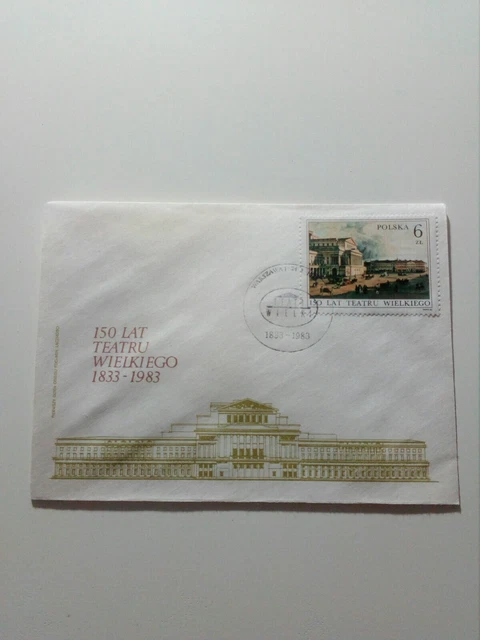 POLSKA 6
ZŁ
150 LAT TEATRU WIELKIEGO
1833-1983
150 LAT
TEATRU
WIELKIEGO
1833-1983